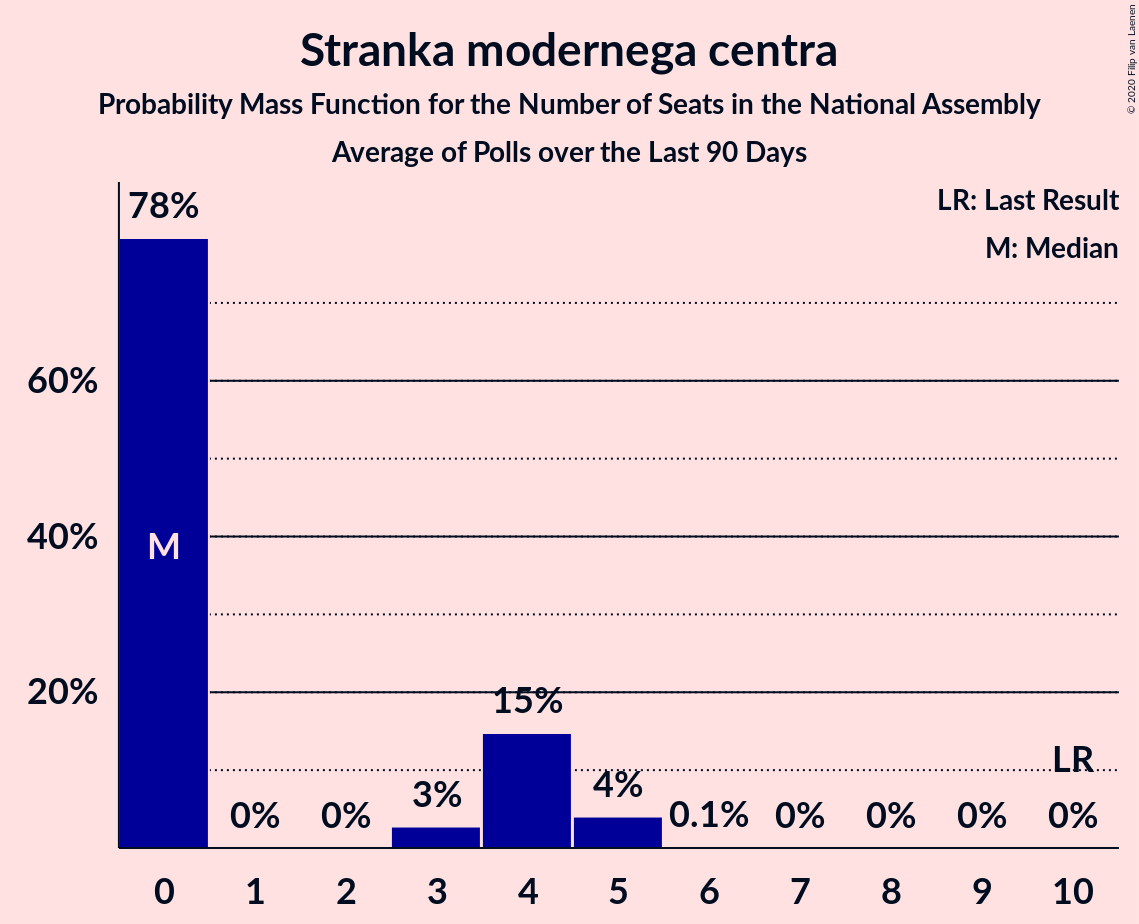 Stranka modernega centra
Probability Mass Function for the Number of Seats in the National Assembly
Average of Polls over the Last 90 Days
© 2020 Filip van Laenen
LR: Last Result
M: Median
78%
60%
40%
20%
M
0%
0%
3%
15%
4%
0.1%
0%
0%
0%
LR
0%
0 1 2 3 4 5 6 7 8 9 10